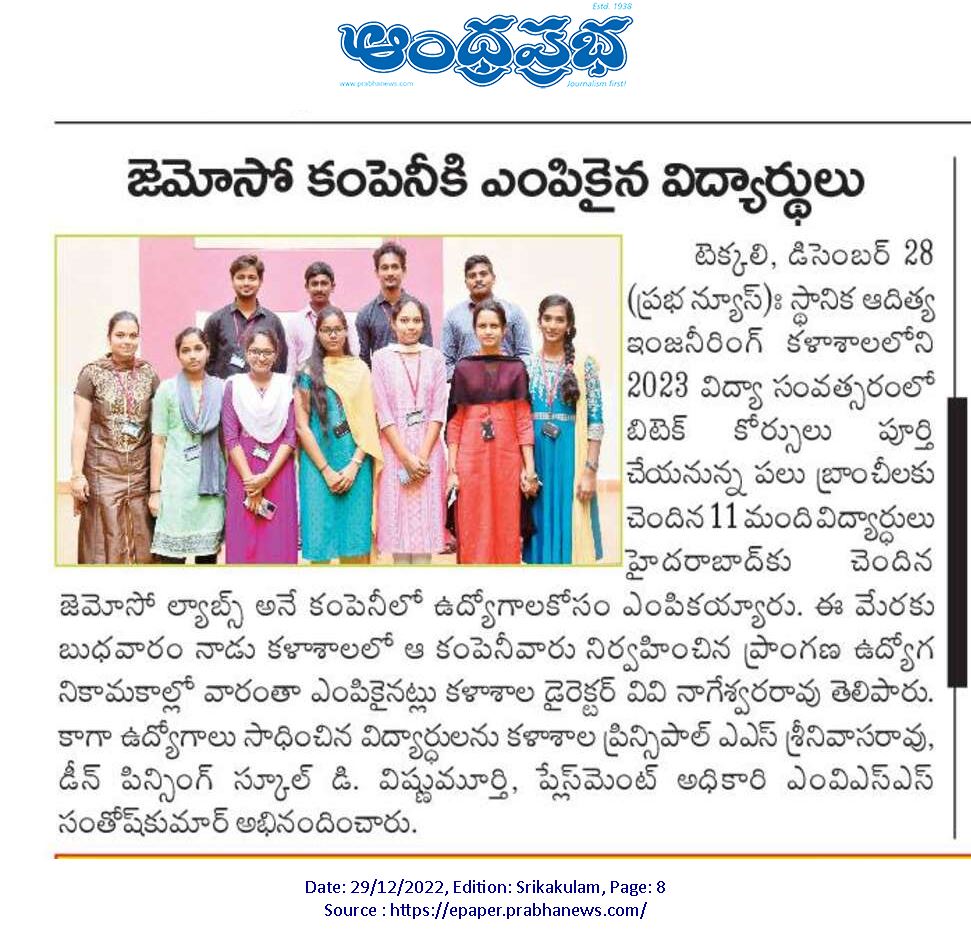 Estd. 1938
ఆంధ్రప్రభ
www.prabhanews.com
Journalism first!
జెమోసో కంపెనీకి ఎంపికైన విద్యార్థులు
టెక్కలి, డిసెంబర్ 28
(ప్రభ న్యూస్): స్థానిక ఆదిత్య
ఇంజనీరింగ్ కళాశాలలోని
2023 విద్యా సంవత్సరంలో
బిటెక్ కోర్సులు పూర్తి
చేయనున్న పలు బ్రాంచీలకు
చెందిన 11 మంది విద్యార్ధులు
హైదరాబాద్‌కు చెందిన
జెమోసో ల్యాబ్స్ అనే కంపెనీలో ఉద్యోగాలకోసం ఎంపికయ్యారు. ఈ మేరకు
బుధవారం నాడు కళాశాలలో ఆ కంపెనీవారు నిర్వహించిన ప్రాంగణ ఉద్యోగ
నికామకాల్లో వారంతా ఎంపికైనట్లు కళాశాల డైరెక్టర్ వివి నాగేశ్వరరావు తెలిపారు.
కాగా ఉద్యోగాలు సాధించిన విద్యార్ధులను కళాశాల ప్రిన్సిపాల్ ఎఎస్ శ్రీనివాసరావు,
డీన్ పిన్సింగ్ స్కూల్ డి. విష్ణుమూర్తి, ప్లేస్‌మెంట్ అధికారి ఎంవిఎస్ఎస్
సంతోష్‌కుమార్ అభినందించారు.
Date: 29/12/2022, Edition: Srikakulam, Page: 8
Source : https://epaper.prabhanews.com/